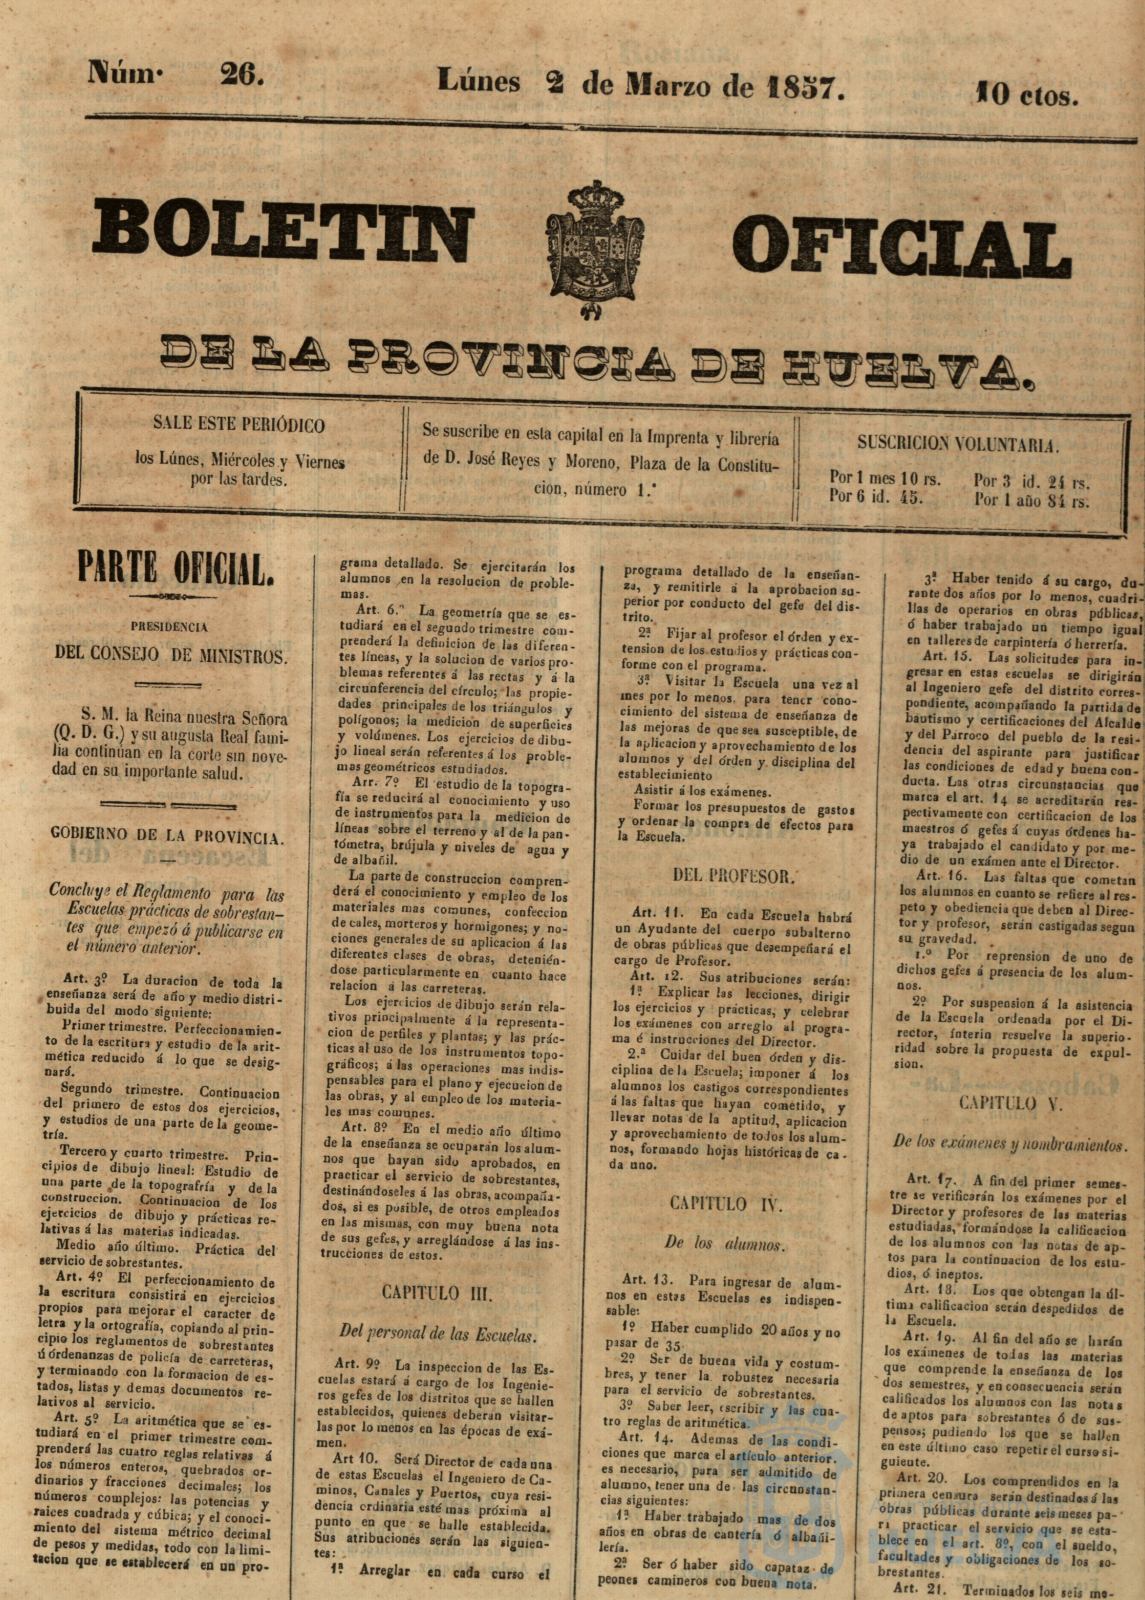 Núm· 26.
Lúnes 2 de Marzo de 1857.
10 ctos.
BOLETIN OFICIAL
DE LA PROVINCIA DE HUELVA.
SALE ESTE PERIÓDICO
los Lúnes, Miércoles y Viernes
por las tardes.
Se suscribe en esta capital en la Imprenta y librería
de D. José Reyes y Moreno, Plaza de la Constitu-
cion, número 1.°
SUSCRICION VOLUNTARIA.
Por 1 mes 10 rs. Por 3 id. 24 rs.
Por 6 id. 45. Por 1 año 84 rs.
PARTE OFICIAL.
PRESIDENCIA
DEL CONSEJO DE MINISTROS.
S. M. la Reina nuestra Señora
(Q. D. G.) y su augusta Real fami-
lia continúan en la corte sin nove-
dad en su importante salud.
GOBIERNO DE LA PROVINCIA.
Concluye el Reglamento para las
Escuelas prácticas de sobrestan-
tes que empezó á publicarse en
el número anterior.
Art. 3º La duracion de toda la
enseñanza será de año y medio distri-
buida del modo siguiente:
Primer trimestre. Perfeccionamien-
to de la escritura y estudio de la arit-
mética reducido á lo que se desig-
nará.
Segundo trimestre. Continuacion
del primero de estos dos ejercicios,
y estudios de una parte de la geome-
tría.
Tercero y cuarto trimestre. Prin-
cipios de dibujo lineal: Estudio de
una parte de la topografía y de la
construccion. Continuacion de los
ejercicios de dibujo y prácticas re-
lativas á las materias indicadas.
Medio año último. Práctica del
servicio de sobrestantes.
Art. 4º El perfeccionamiento de
la escritura consistirá en ejercicios
propios para mejorar el caracter de
letra y la ortografía, copiando al prin-
cipio los reglamentos de sobrestantes
ú órdenanzas de policía de carreteras,
y terminando con la formacion de es-
tados, listas y demas documentos re-
lativos al servicio.
Art. 5º La aritmética que se es-
tudiará en el primer trimestre com-
prenderá las cuatro reglas relativas á
los números enteros, quebrados or-
dinarios y fracciones decimales; los
números complejos: las potencias y
raices cuadrada y cúbica; y el conoci-
miento del sistema métrico decimal
de pesos y medidas, todo con la limi-
tacion que se establecerá en un pro-
grama detallado. Se ejercitarán los
alumnos en la resolucion de proble-
mas.
Art. 6.º La geometría que se es-
tudiará en el segundo trimestre com-
prenderá la definicion de las diferen-
tes líneas, y la solucion de varios pro-
blemas referentes á las rectas y á la
circunferencia del círculo; las propie-
dades principales de los triángulos y
polígonos; la medicion de superficies
y volúmenes. Los ejercicios de dibu-
jo lineal serán referentes á los proble-
mas geométricos estudiados.
Arr. 7º El estudio de la topogra-
fía se reducirá al conocimiento y uso
de instrumentos para la medicion de
líneas sobre el terreno y al de la pan-
tómetra, brújula y niveles de agua y
de albañil.
La parte de construccion compren-
derá el conocimiento y empleo de los
materiales mas comunes, confeccion
de cales, morteros y hormigones; y no-
ciones generales de su aplicacion á las
diferentes clases de obras, detenién-
dose particularmente en cuanto hace
relacion á las carreteras.
Los ejercicios de dibujo serán rela-
tivos principalmente á la representa-
cion de perfiles y plantas; y las prác-
ticas al uso de los instrumentos topo-
gráficos; á las operaciones mas indis-
pensables para el plano y ejecucion de
las obras, y al empleo de los materia-
les mas comunes.
Art. 8º En el medio año último
de la enseñanza se ocuparán los alum-
nos que hayan sido aprobados, en
practicar el servicio de sobrestantes,
destinándoseles á las obras, acompaña-
dos, si es posible, de otros empleados
en las mismas, con muy buena nota
de sus gefes, y arreglándose á las ins-
trucciones de estos.
CAPITULO III.
Del personal de las Escuelas.
Art. 9º La inspeccion de las Es-
cuelas estará á cargo de los Ingenie-
ros gefes de los distritos que se hallen
establecidos, quienes deberán visitar-
las por lo menos en las épocas de exá-
men.
Art 10. Será Director de cada una
de estas Escuelas el Ingeniero de Ca-
minos, Canales y Puertos, cuya resi-
dencia ordinaria esté mas próxima al
punto en que se halle establecida.
Sus atribuciones serán las siguien-
tes:
1ª Arreglar en cada curso el
programa detallado de la enseñan-
za, y remitirle á la aprobacion su-
perior por conducto del gefe del dis-
trito.
2ª Fijar al profesor el órden y ex-
tension de los estudios y prácticas con-
forme con el programa.
3ª Visitar la Escuela una vez al
mes por lo menos, para tener cono-
cimiento del sistema de enseñanza de
las mejoras de que sea susceptible, de
la aplicacion y aprovechamiento de los
alumnos y del órden y disciplina del
establecimiento
Asistir á los exámenes.
Formar los presupuestos de gastos
y ordenar la compra de efectos para
la Escuela.
DEL PROFESOR.
Art. 11. En cada Escuela habrá
un Ayudante del cuerpo subalterno
de obras públicas que desempeñará el
cargo de Profesor.
Art. 12. Sus atribuciones serán:
1ª Explicar las lecciones, dirigir
los ejercicios y prácticas, y celebrar
los exámenes con arreglo al progra-
ma é instrucciones del Director.
2.ª Cuidar del buen órden y dis-
ciplina de la Escuela; imponer á los
alumnos los castigos correspondientes
á las faltas que hayan cometido, y
llevar notas de la aptitud, aplicacion
y aprovechamiento de todos los alum-
nos, formando hojas históricas de ca-
da uno.
CAPITULO IV.
De los alumnos.
Art. 13. Para ingresar de alum-
nos en estas Escuelas es indispen-
sable:
1º Haber cumplido 20 años y no
pasar de 35
2º Ser de buena vida y costum-
bres, y tener la robustez necesaria
para el servicio de sobrestantes.
3º Saber leer, escribir y las cua-
tro reglas de aritmética.
Art. 14. Ademas de las condi-
ciones que marca el artículo anterior.
es necesario, para ser admitido de
alumno, tener una de las circunstan-
cias siguientes:
1ª Haber trabajado mas de dos
años en obras de cantería ó albañi-
lería.
2ª Ser ó haber sido capataz de
peones camineros con buena nota.
3ª Haber tenido á su cargo, du-
rante dos años por lo menos, cuadri-
llas de operarios en obras públicas,
ó haber trabajado un tiempo igual
en talleres de carpintería ó herrería.
Art. 15. Las solicitudes para in-
gresar en estas escuelas se dirigirán
al Ingeniero gefe del distrito corres-
pondiente, acompañando la partida de
bautismo y certificaciones del Alcalde
y del Párroco del pueblo de la resi-
dencia del aspirante para justificar
las condiciones de edad y buena con-
ducta. Las otras circunstancias que
marca el art. 14 se acreditarán res-
pectivamente con certificacion de los
maestros ó gefes á cuyas órdenes ha-
ya trabajado el candidato y por me-
dio de un exámen ante el Director.
Art. 16. Las faltas que cometan
los alumnos en cuanto se refiere al res-
peto y obediencia que deben al Direc-
tor y profesor, serán castigadas segun
su gravedad.
1.º Por reprension de uno de
dichos gefes á presencia de los alum-
nos.
2º Por suspension á la asistencia
de la Escuela ordenada por el Di-
rector, ínterin resuelve la superio-
ridad sobre la propuesta de expul-
sion.
CAPITULO V.
De los exámenes y nombramientos.
Art. 17. A fin del primer semes-
tre se verificarán los exámenes por el
Director y profesores de las materias
estudiadas, formándose la calificacion
de los alumnos con las notas de ap-
tos para la continuacion de los estu-
dios, ó ineptos.
Art. 18. Los que obtengan la úl-
tima calificacion serán despedidos de
la Escuela.
Art. 19. Al fin del año se harán
los exámenes de todas las materias
que comprende la enseñanza de los
dos semestres, y en consecuencia serán
calificados los alumnos con las notas
de aptos para sobrestantes ó de sus-
pensos; pudiendo los que se hallen
en este último caso repetir el curso si-
guiente.
Art. 20. Los comprendidos en la
primera censura serán destinados á las
obras públicas durante seis meses pa-
ra practicar el servicio que se esta-
blece en el art. 8º, con el sueldo,
facultades y obligaciones de los so-
brestantes.
Art. 21. Terminados los seis me-